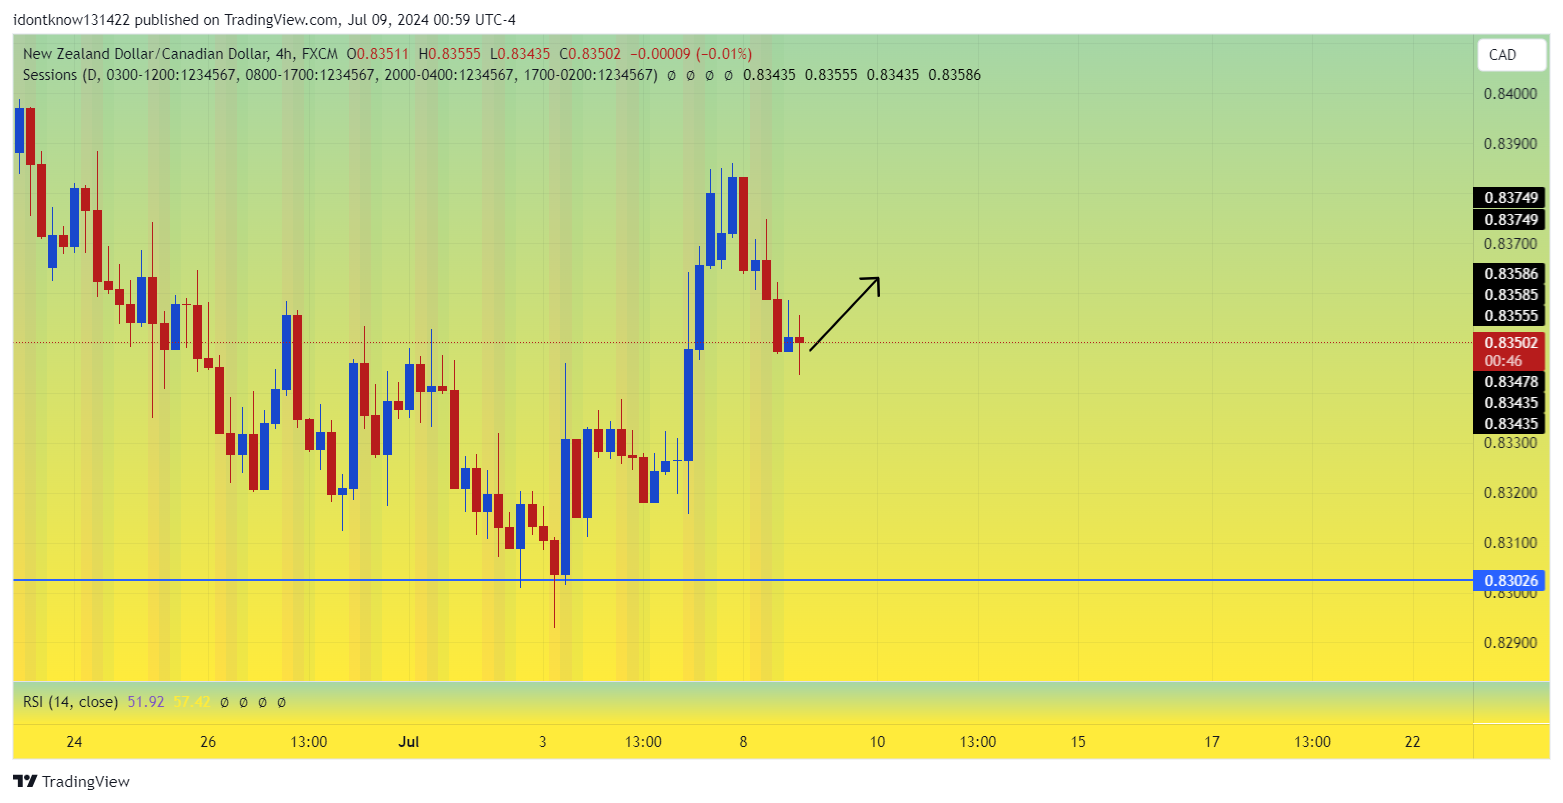 idontknow131422 published on TradingView.com, Jul 09, 2024 00:59 UTC-4
New Zealand Dollar/Canadian Dollar, 4h, FXCM O0.83511 H0.83555 L0.83435 C0.83502 −0.00009 (−0.01%)
CAD
Sessions (D, 0300-1200:1234567, 0800-1700:1234567, 2000-0400:1234567, 1700-0200:1234567) ∅ ∅ ∅ ∅ 0.83435 0.83555 0.83435 0.83586
0.84000
0.83900
0.83749
0.83749
0.83700
0.83586
0.83585
0.83555
0.83502
00:46
0.83478
0.83435
0.83435
0.83300
0.83200
0.83100
0.83026
0.83000
0.82900
RSI (14, close) 51.92 57.42 ∅ ∅ ∅ ∅
24 26 13:00 Jul 3 13:00 8 10 13:00 15 17 13:00 22
TradingView